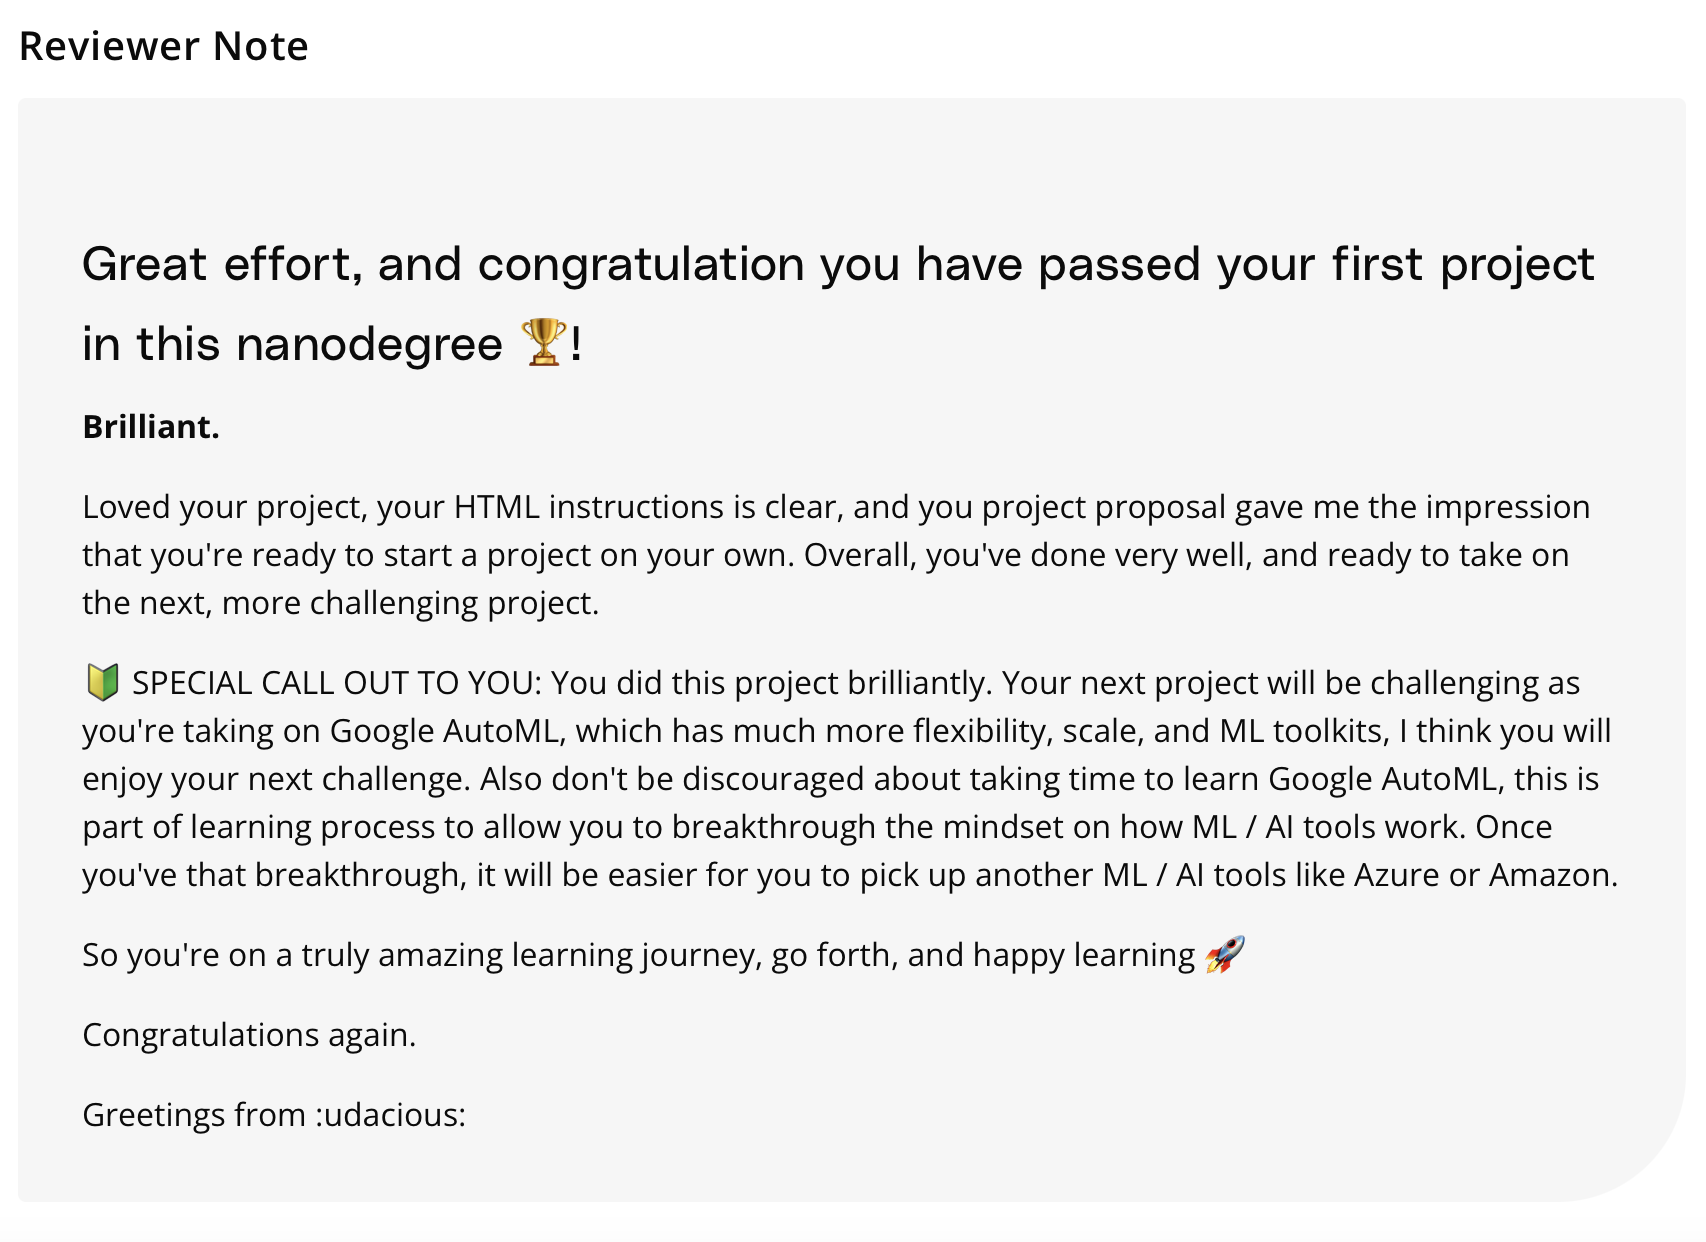 Reviewer Note
Great effort, and congratulation you have passed your first project
in this nanodegree 🏆!
Brilliant.
Loved your project, your HTML instructions is clear, and you project proposal gave me the impression
that you're ready to start a project on your own. Overall, you've done very well, and ready to take on
the next, more challenging project.
🔰 SPECIAL CALL OUT TO YOU: You did this project brilliantly. Your next project will be challenging as
you're taking on Google AutoML, which has much more flexibility, scale, and ML toolkits, I think you will
enjoy your next challenge. Also don't be discouraged about taking time to learn Google AutoML, this is
part of learning process to allow you to breakthrough the mindset on how ML / AI tools work. Once
you've that breakthrough, it will be easier for you to pick up another ML / AI tools like Azure or Amazon.
So you're on a truly amazing learning journey, go forth, and happy learning 🚀
Congratulations again.
Greetings from :udacious: